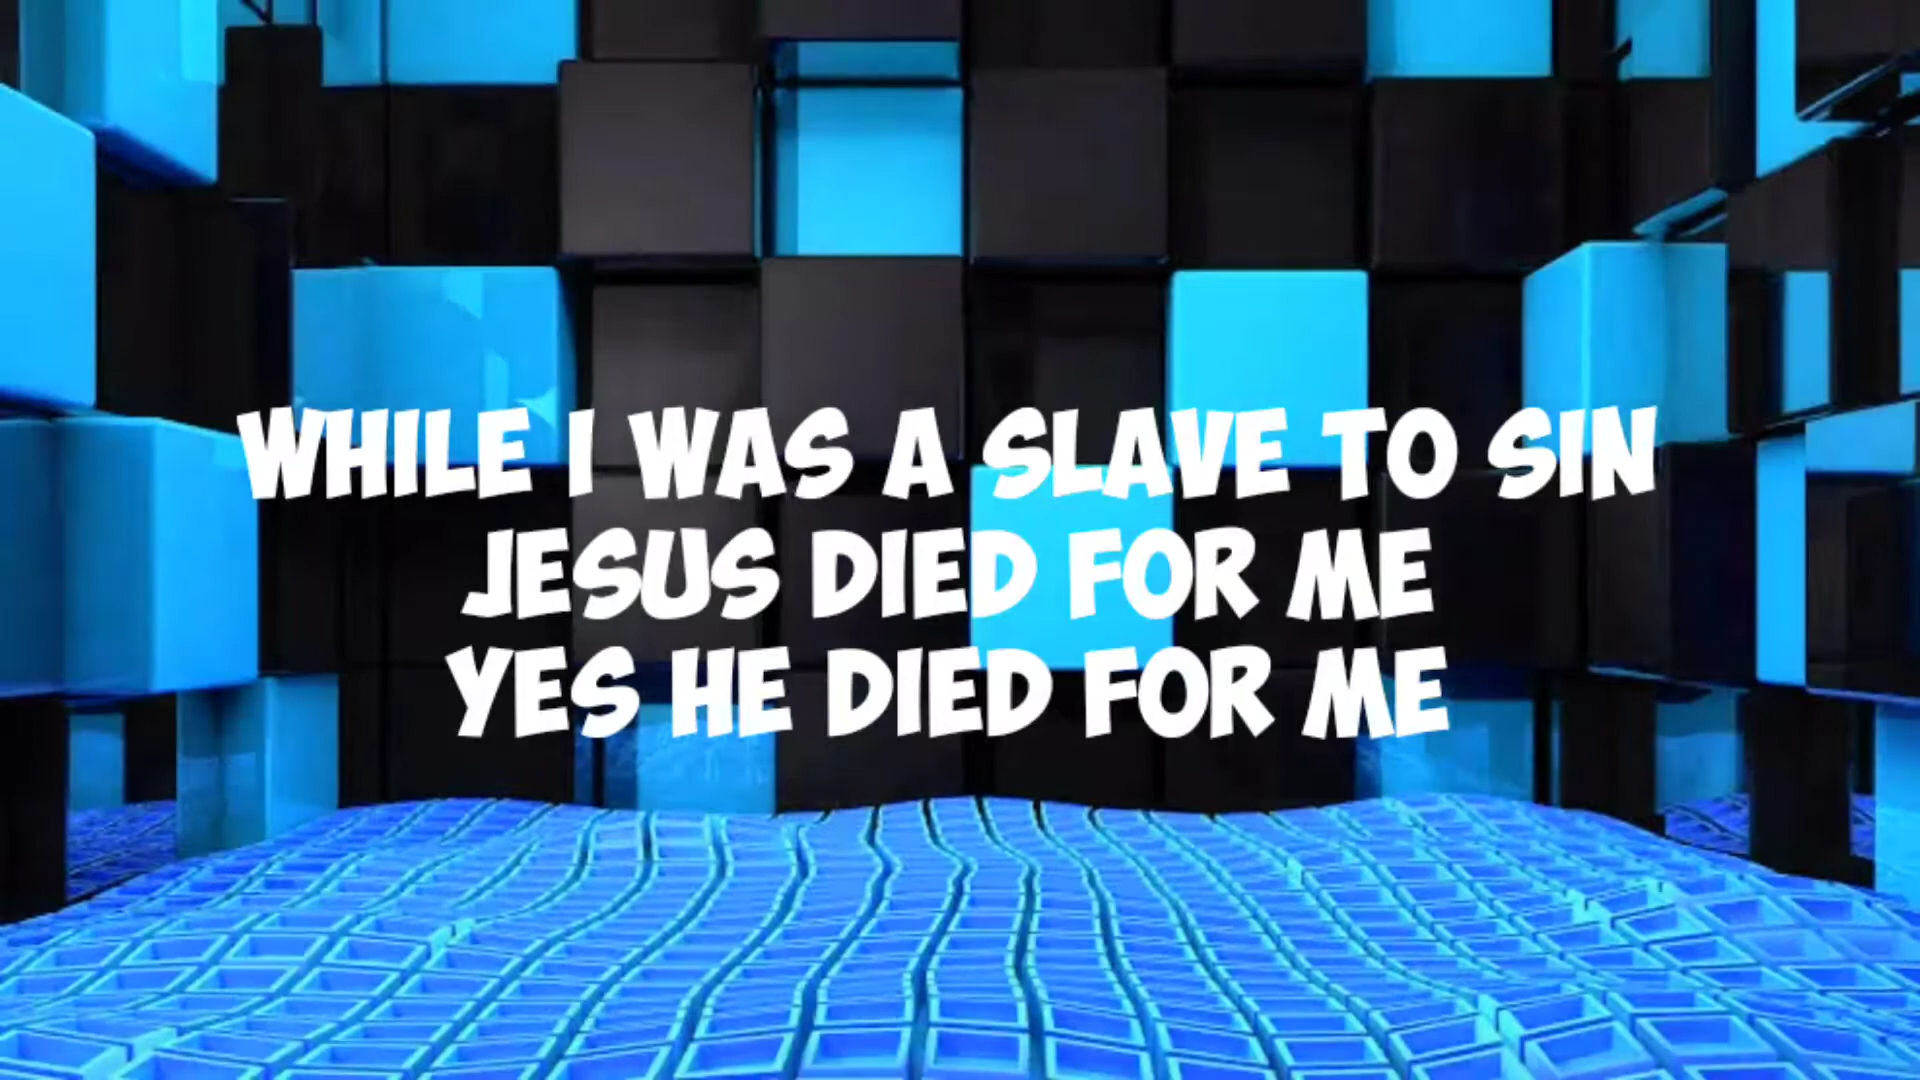 WHILE I WAS A SLAVE TO SIN
JESUS DIED FOR ME
YES HE DIED FOR ME